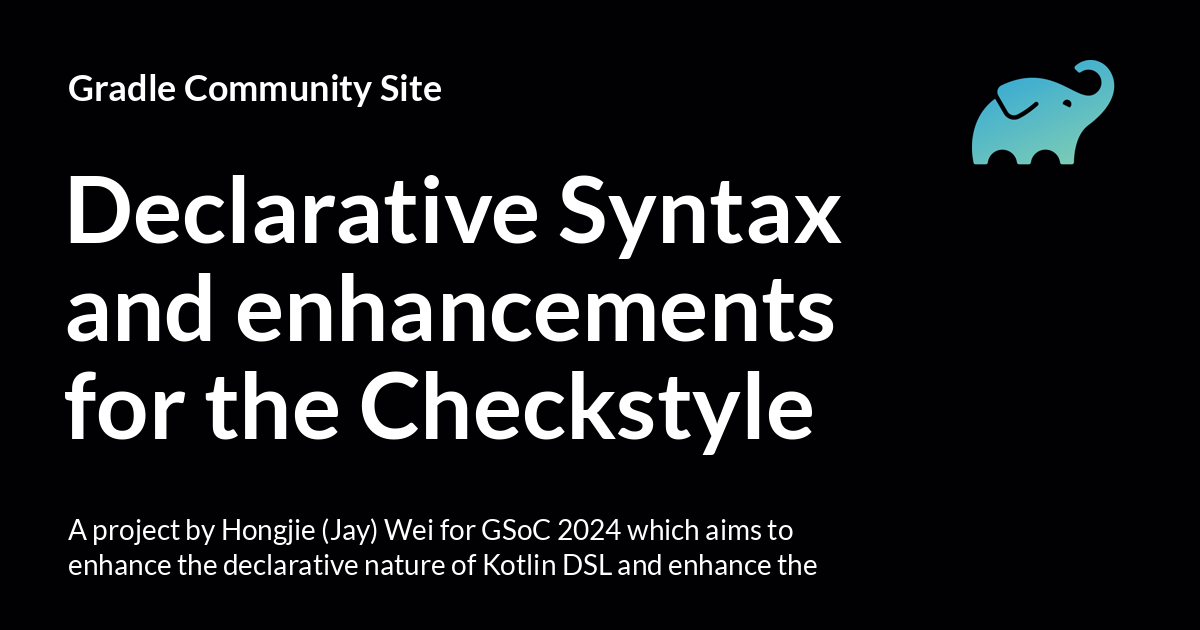 Gradle Community Site
Declarative Syntax
and enhancements
for the Checkstyle
A project by Hongjie (Jay) Wei for GSoC 2024 which aims to
enhance the declarative nature of Kotlin DSL and enhance the